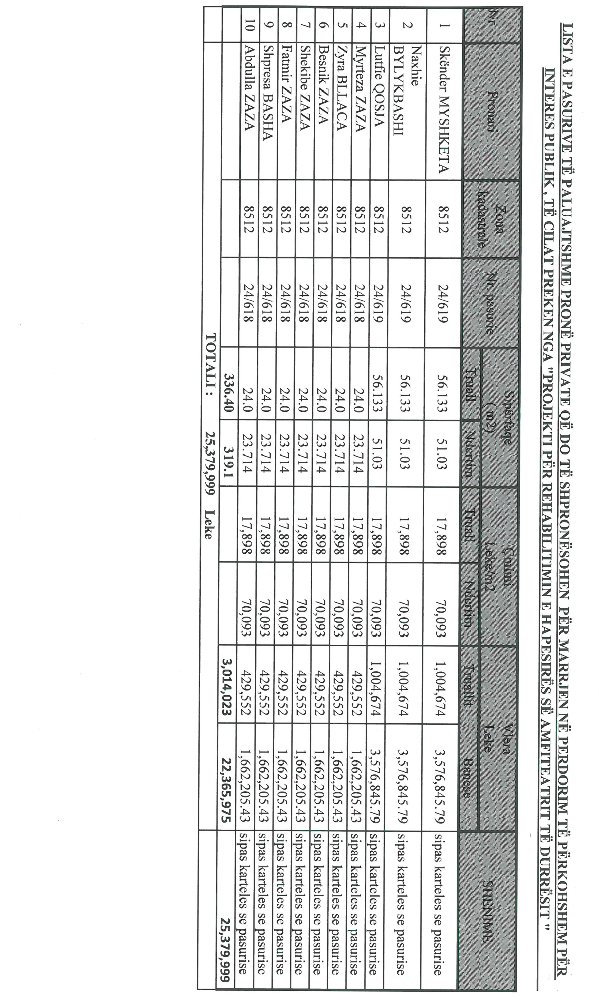 LISTA E PASURIVE TË PALUAJTSHME PRONË PRIVATE QË DO TË SHPRONËSOHEN PËR MARRJEN NË PERDORIM TË PËRKOHSHEM PËR
INTERES PUBLIK , TË CILAT PREKEN NGA "PROJEKTI PËR REHABILITIMIN E HAPESIRËS SË AMFITEATRIT TË DURRËSIT "
Nr Pronari Zona kadastrale Nr. pasurie Sipërfaqe ( m2) Çmimi Leke/m2 Vlera Leke SHENIME
Truall Ndertim Truall Ndertim Truallit Banese
1 Skënder MYSHKETA 8512 24/619 56.133 51.03 17,898 70,093 1,004,674 3,576,845.79 sipas karteles se pasurise
2 Naxhie BYLYKBASHI 8512 24/619 56.133 51.03 17,898 70,093 1,004,674 3,576,845.79 sipas karteles se pasurise
3 Lutfie QOSJA 8512 24/619 56.133 51.03 17,898 70,093 1,004,674 3,576,845.79 sipas karteles se pasurise
4 Myrteza ZAZA 8512 24/618 24.0 23.714 17,898 70,093 429,552 1,662,205.43 sipas karteles se pasurise
5 Zyra BLLACA 8512 24/618 24.0 23.714 17,898 70,093 429,552 1,662,205.43 sipas karteles se pasurise
6 Besnik ZAZA 8512 24/618 24.0 23.714 17,898 70,093 429,552 1,662,205.43 sipas karteles se pasurise
7 Shekibe ZAZA 8512 24/618 24.0 23.714 17,898 70,093 429,552 1,662,205.43 sipas karteles se pasurise
8 Fatmir ZAZA 8512 24/618 24.0 23.714 17,898 70,093 429,552 1,662,205.43 sipas karteles se pasurise
9 Shpresa BASHA 8512 24/618 24.0 23.714 17,898 70,093 429,552 1,662,205.43 sipas karteles se pasurise
10 Abdulla ZAZA 8512 24/618 24.0 23.714 17,898 70,093 429,552 1,662,205.43 sipas karteles se pasurise
336.40 319.1 3,014,023 22,365,975 25,379,999
TOTALI : 25,379,999 Leke